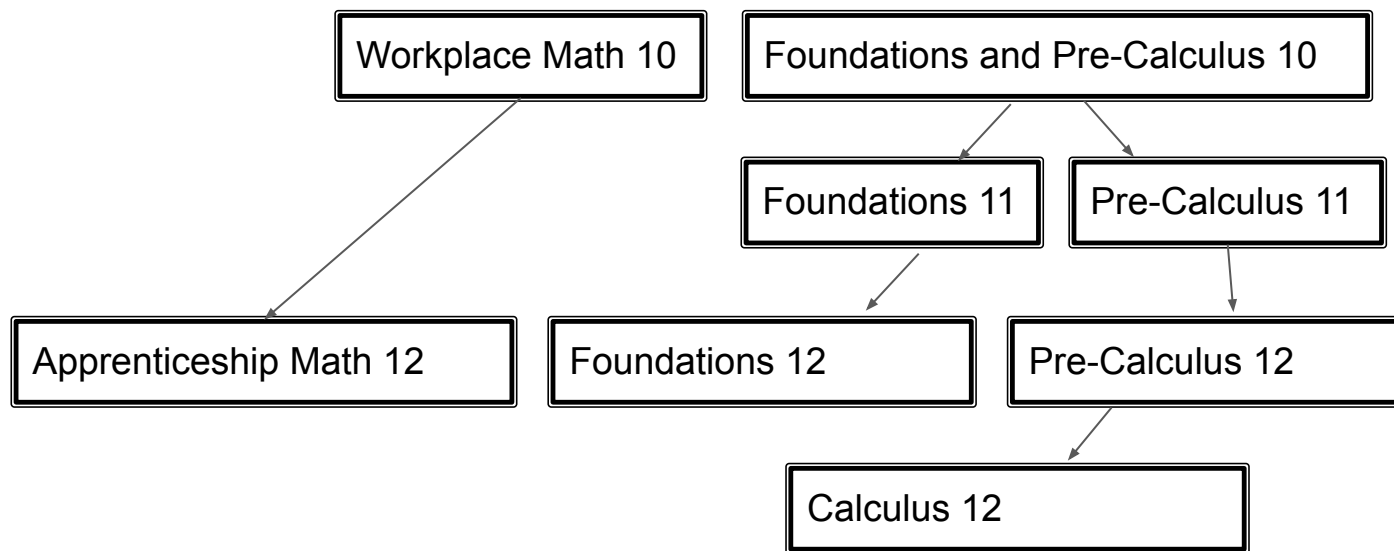 Workplace Math 10
Foundations and Pre-Calculus 10
Foundations 11
Pre-Calculus 11
Apprenticeship Math 12
Foundations 12
Pre-Calculus 12
Calculus 12